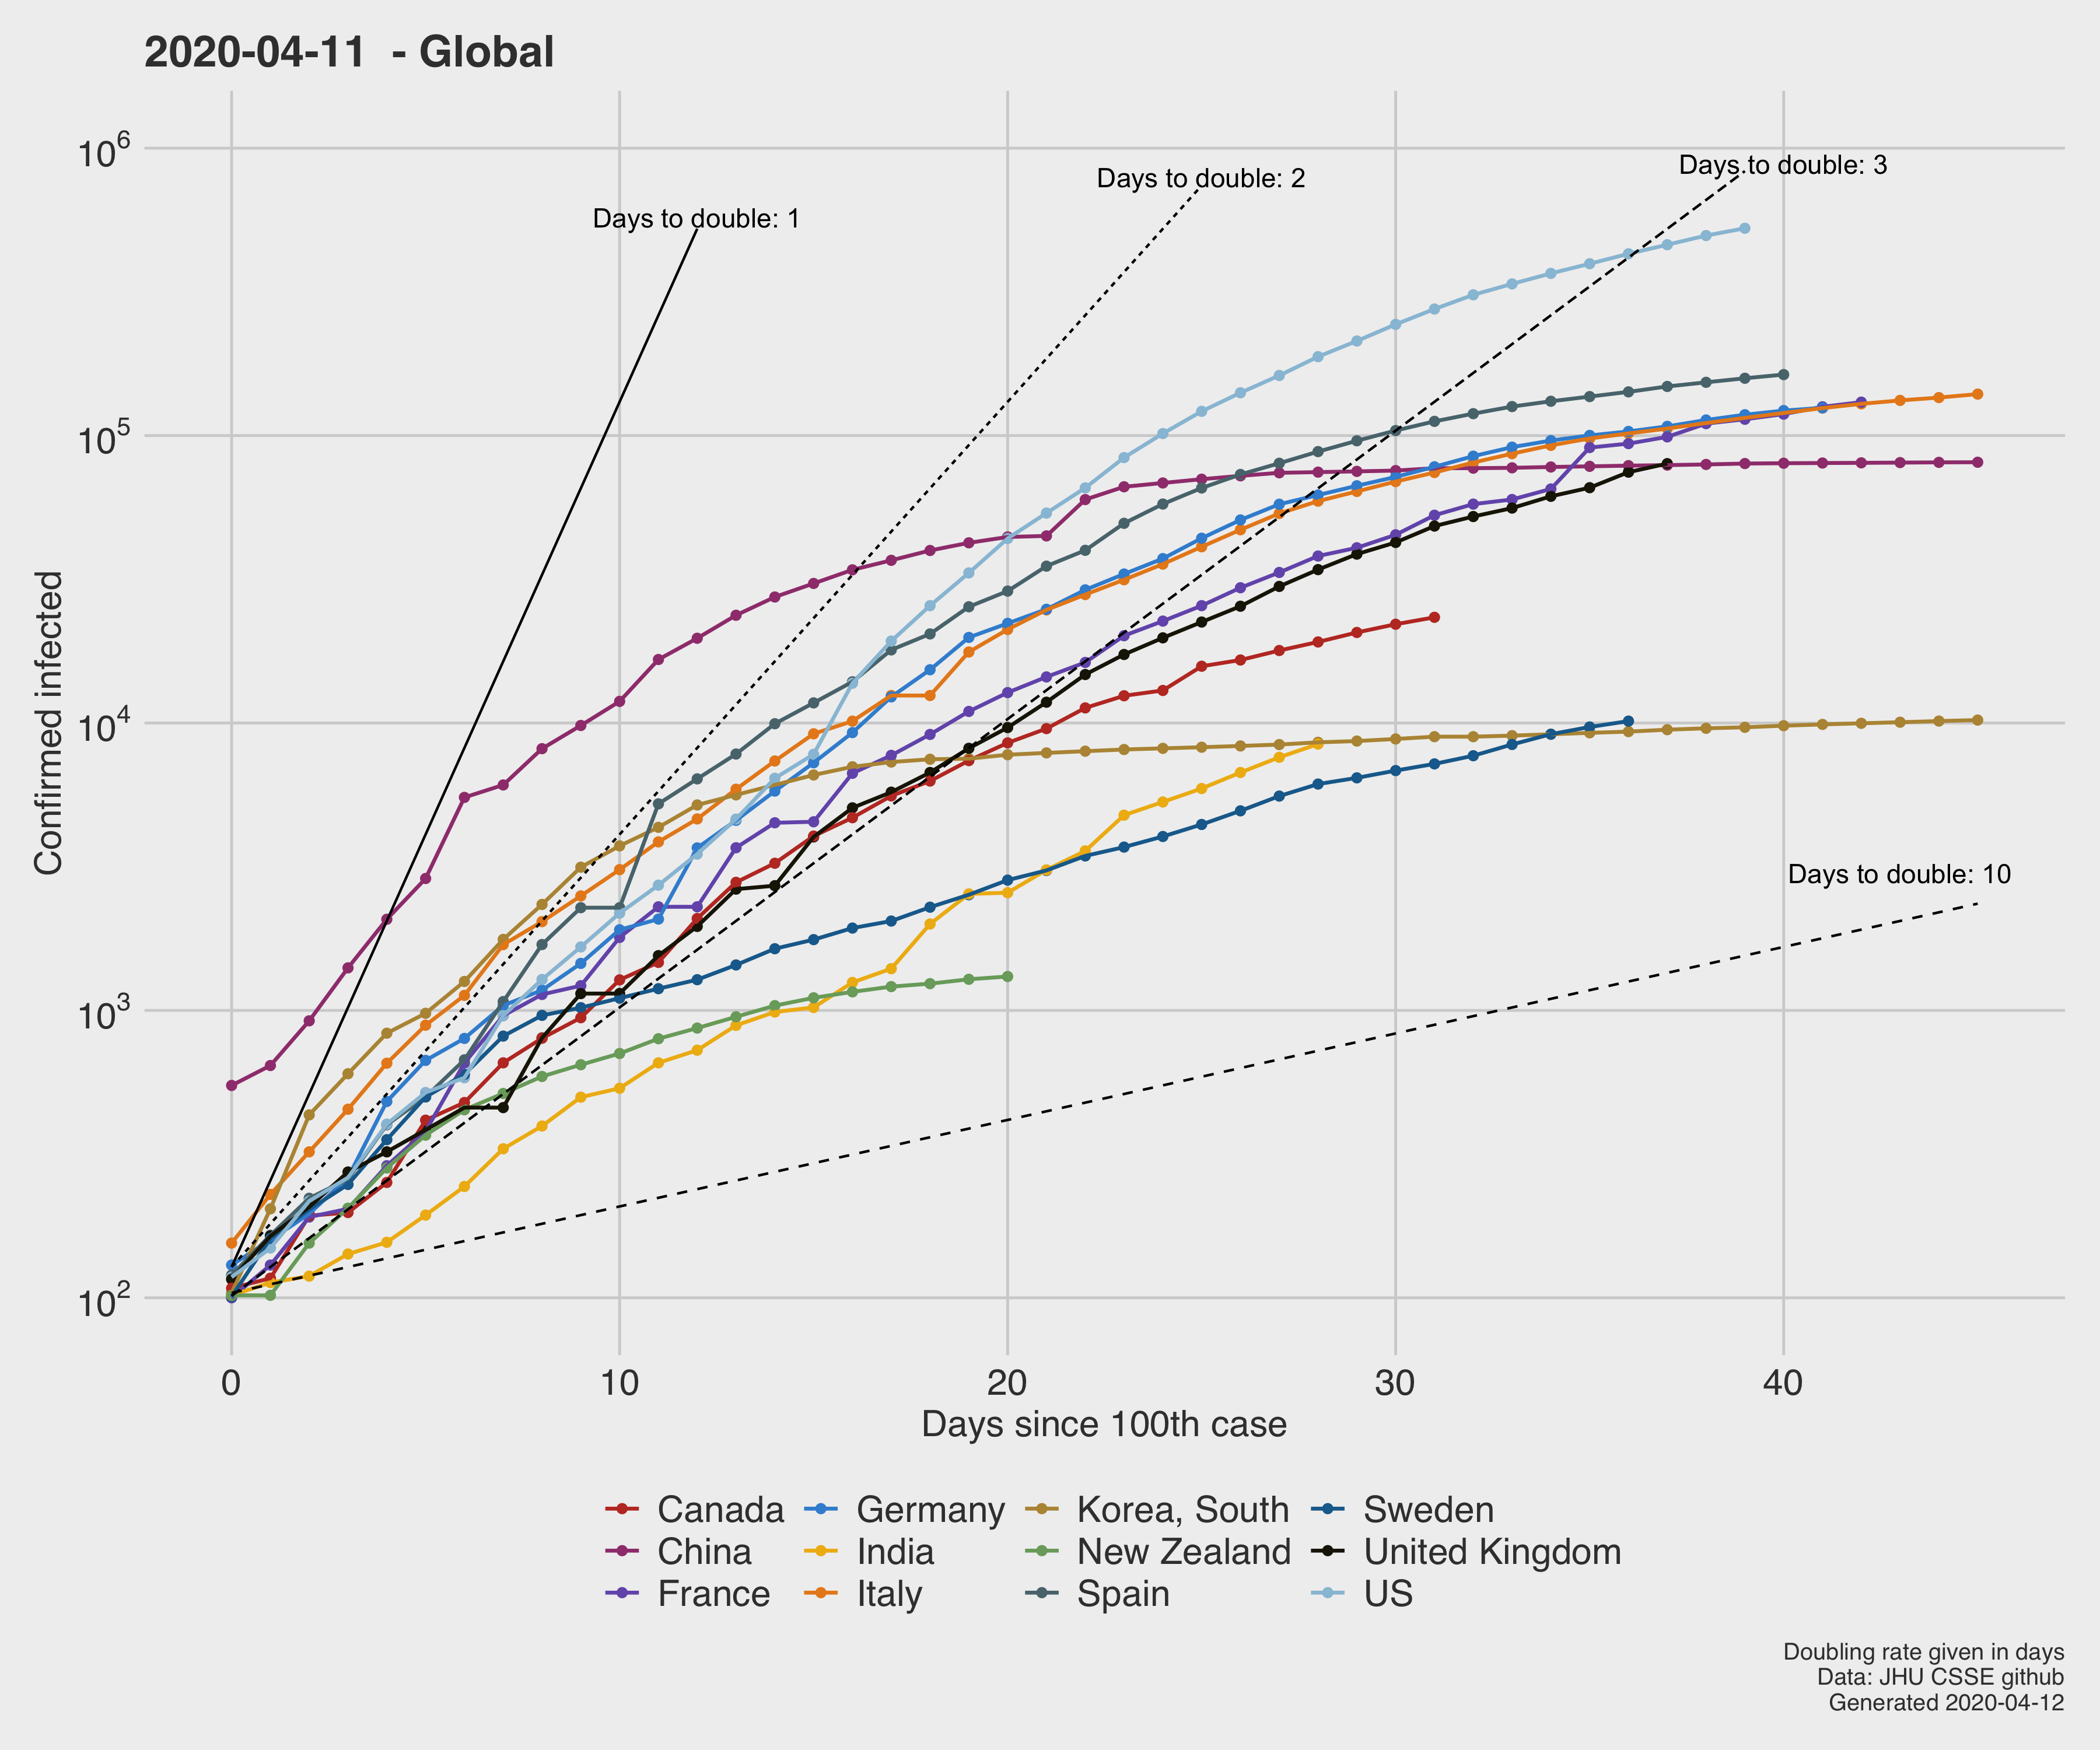 2020-04-11 - Global
Confirmed infected
10^6
10^5
10^4
10^3
10^2
Days to double: 1
Days to double: 2
Days to double: 3
Days to double: 10
0 10 20 30 40
Days since 100th case
Canada Germany Korea, South Sweden
China India New Zealand United Kingdom
France Italy Spain US
Doubling rate given in days
Data: JHU CSSE github
Generated 2020-04-12